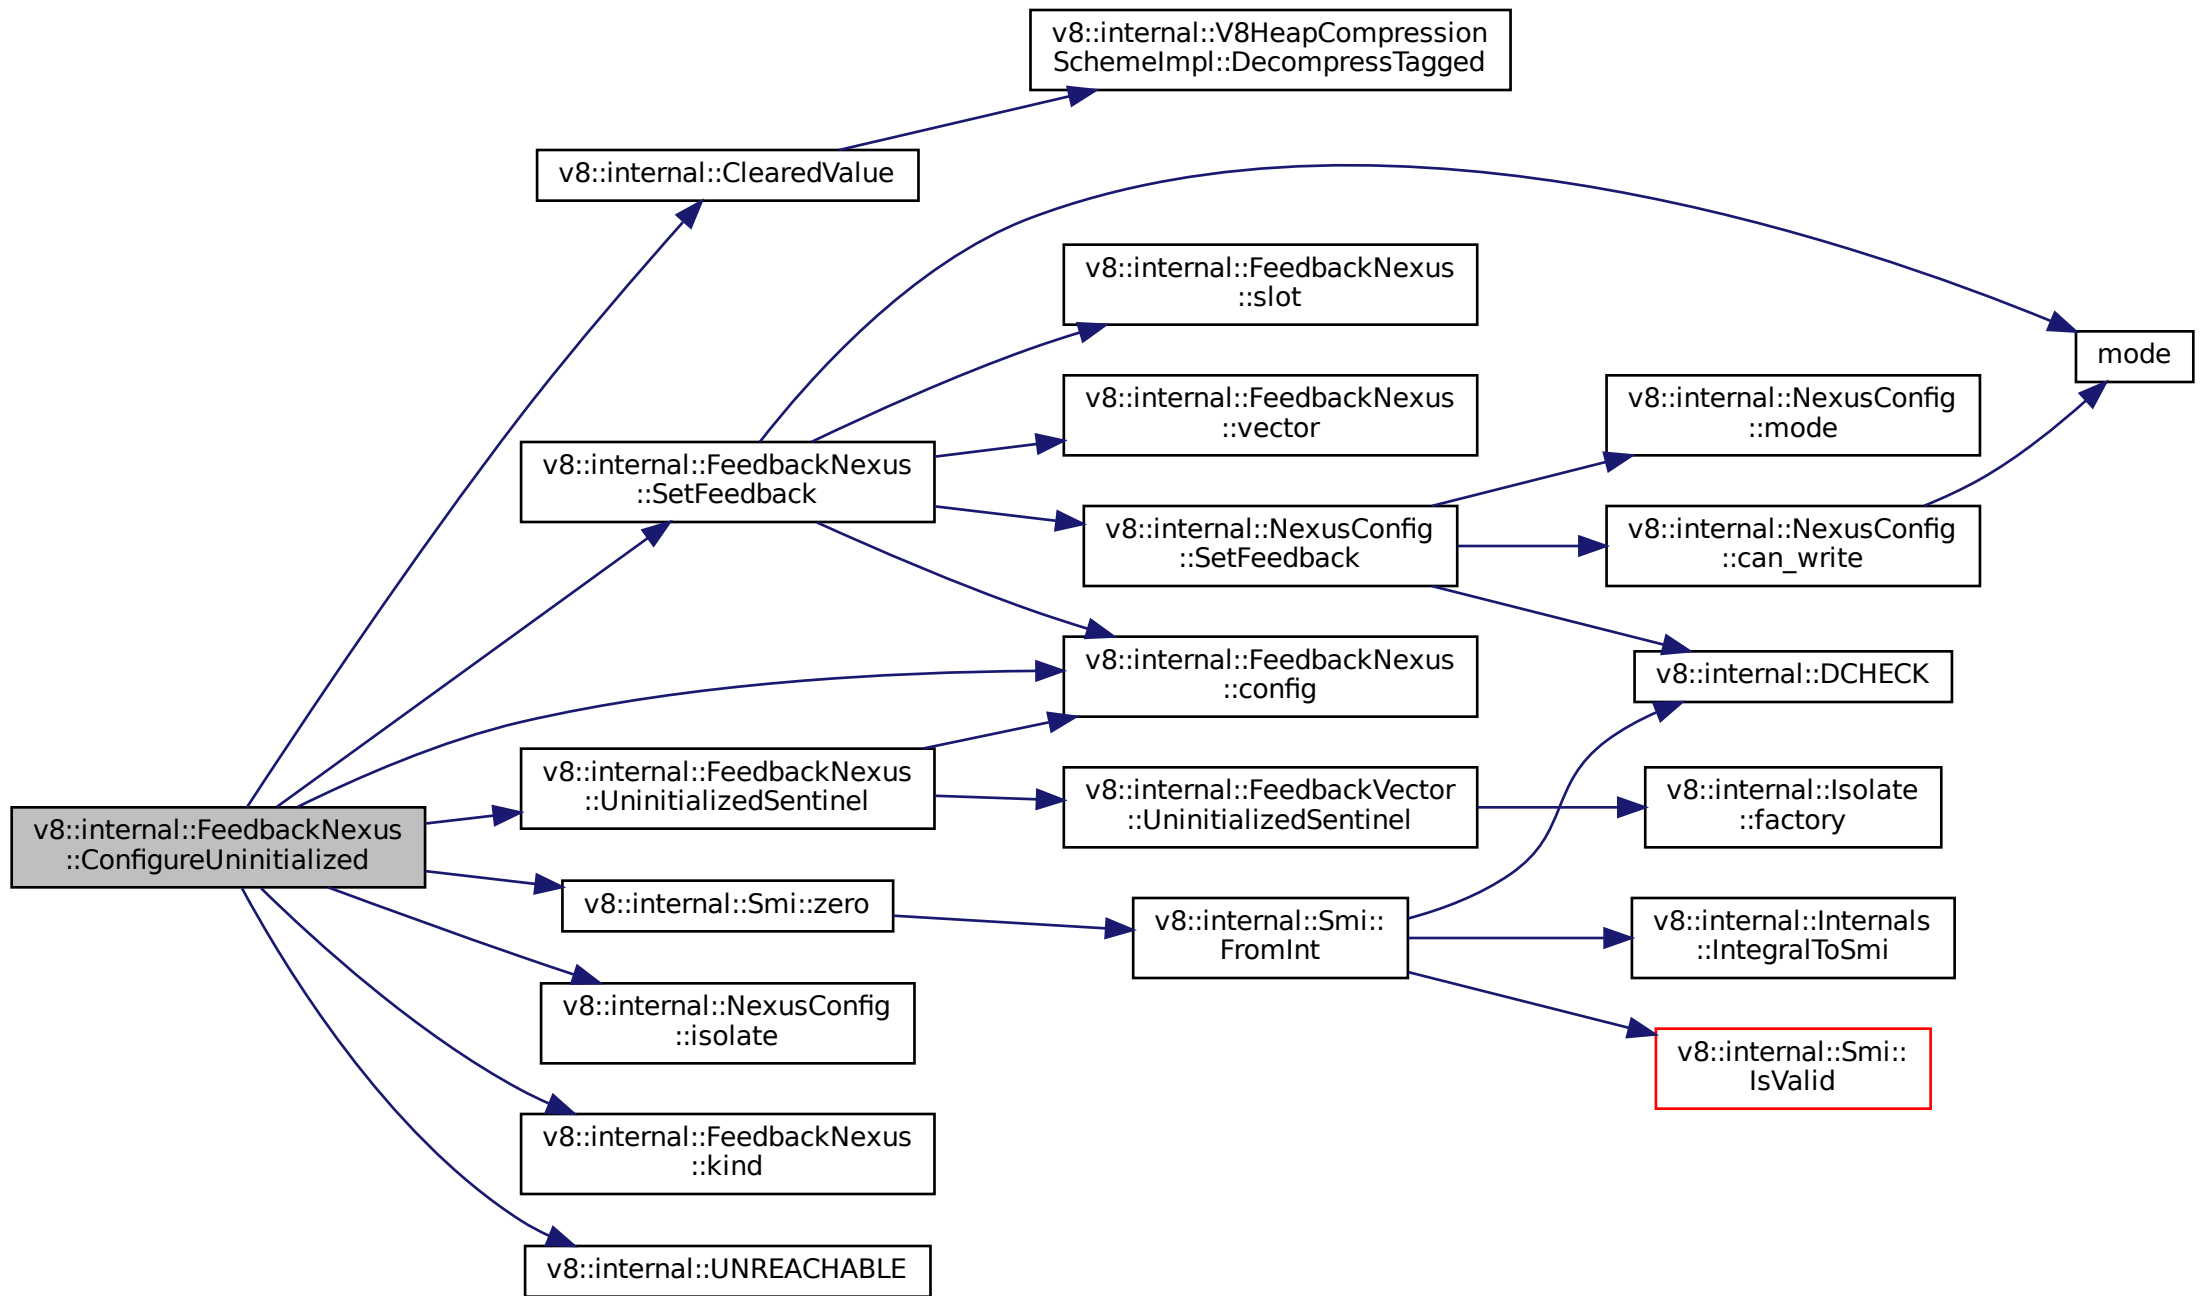 v8::internal::V8HeapCompression
SchemeImpl::DecompressTagged
v8::internal::ClearedValue
v8::internal::FeedbackNexus
::slot
mode
v8::internal::FeedbackNexus
::vector
v8::internal::NexusConfig
::mode
v8::internal::FeedbackNexus
::SetFeedback
v8::internal::NexusConfig
::SetFeedback
v8::internal::NexusConfig
::can_write
v8::internal::FeedbackNexus
::config
v8::internal::DCHECK
v8::internal::FeedbackNexus
::UninitializedSentinel
v8::internal::FeedbackVector
::UninitializedSentinel
v8::internal::Isolate
::factory
v8::internal::FeedbackNexus
::ConfigureUninitialized
v8::internal::Smi::zero
v8::internal::Smi::
FromInt
v8::internal::Internals
::IntegralToSmi
v8::internal::NexusConfig
::isolate
v8::internal::Smi::
IsValid
v8::internal::FeedbackNexus
::kind
v8::internal::UNREACHABLE